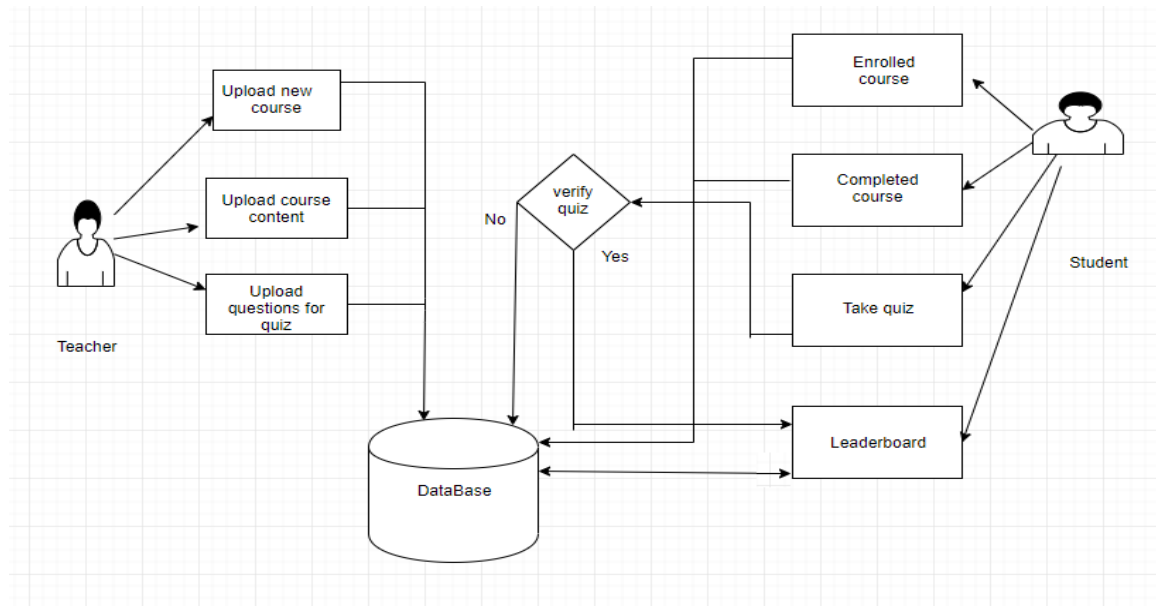 Upload new
course
Upload course
content
Upload
questions for
quiz
Teacher
verify
quiz
No
Yes
DataBase
Enrolled
course
Completed
course
Take quiz
Leaderboard
Student